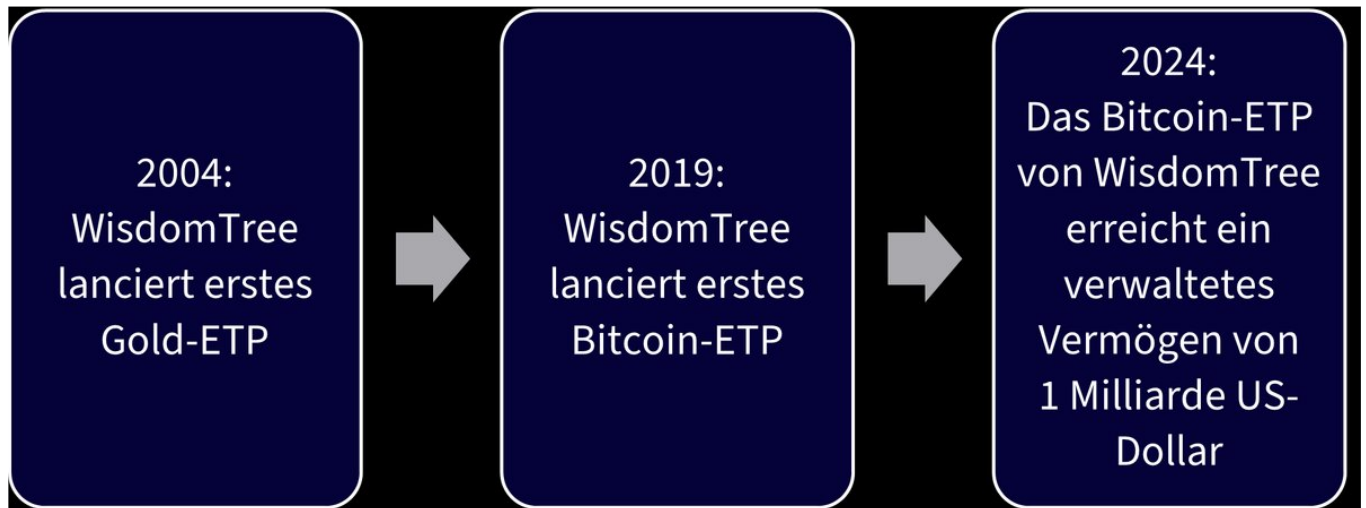 2004:
WisdomTree
lanciert erstes
Gold-ETP
2019:
WisdomTree
lanciert erstes
Bitcoin-ETP
2024:
Das Bitcoin-ETP
von WisdomTree
erreicht ein
verwaltetes
Vermögen von
1 Milliarde US-
Dollar